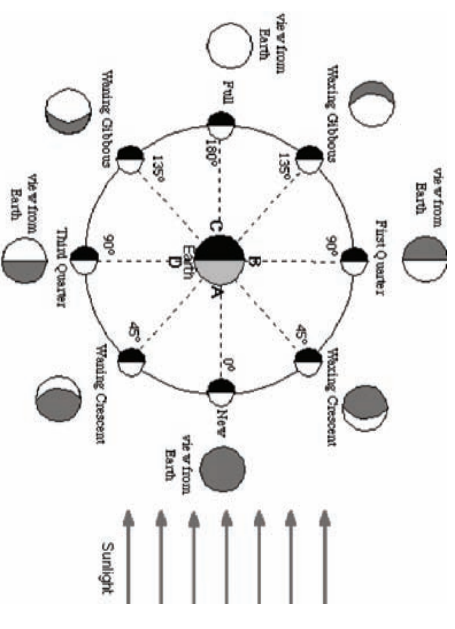 view from
Earth
Full
180°
Waning Gibbous
135°
Waxing Gibbous
135°
view from
Earth
Third Quarter
90°
view from
Earth
First Quarter
90°
C
B
Earth
D
A
45°
Waning Crescent
45°
Waxing Crescent
0°
New
view from
Earth
Sunlight